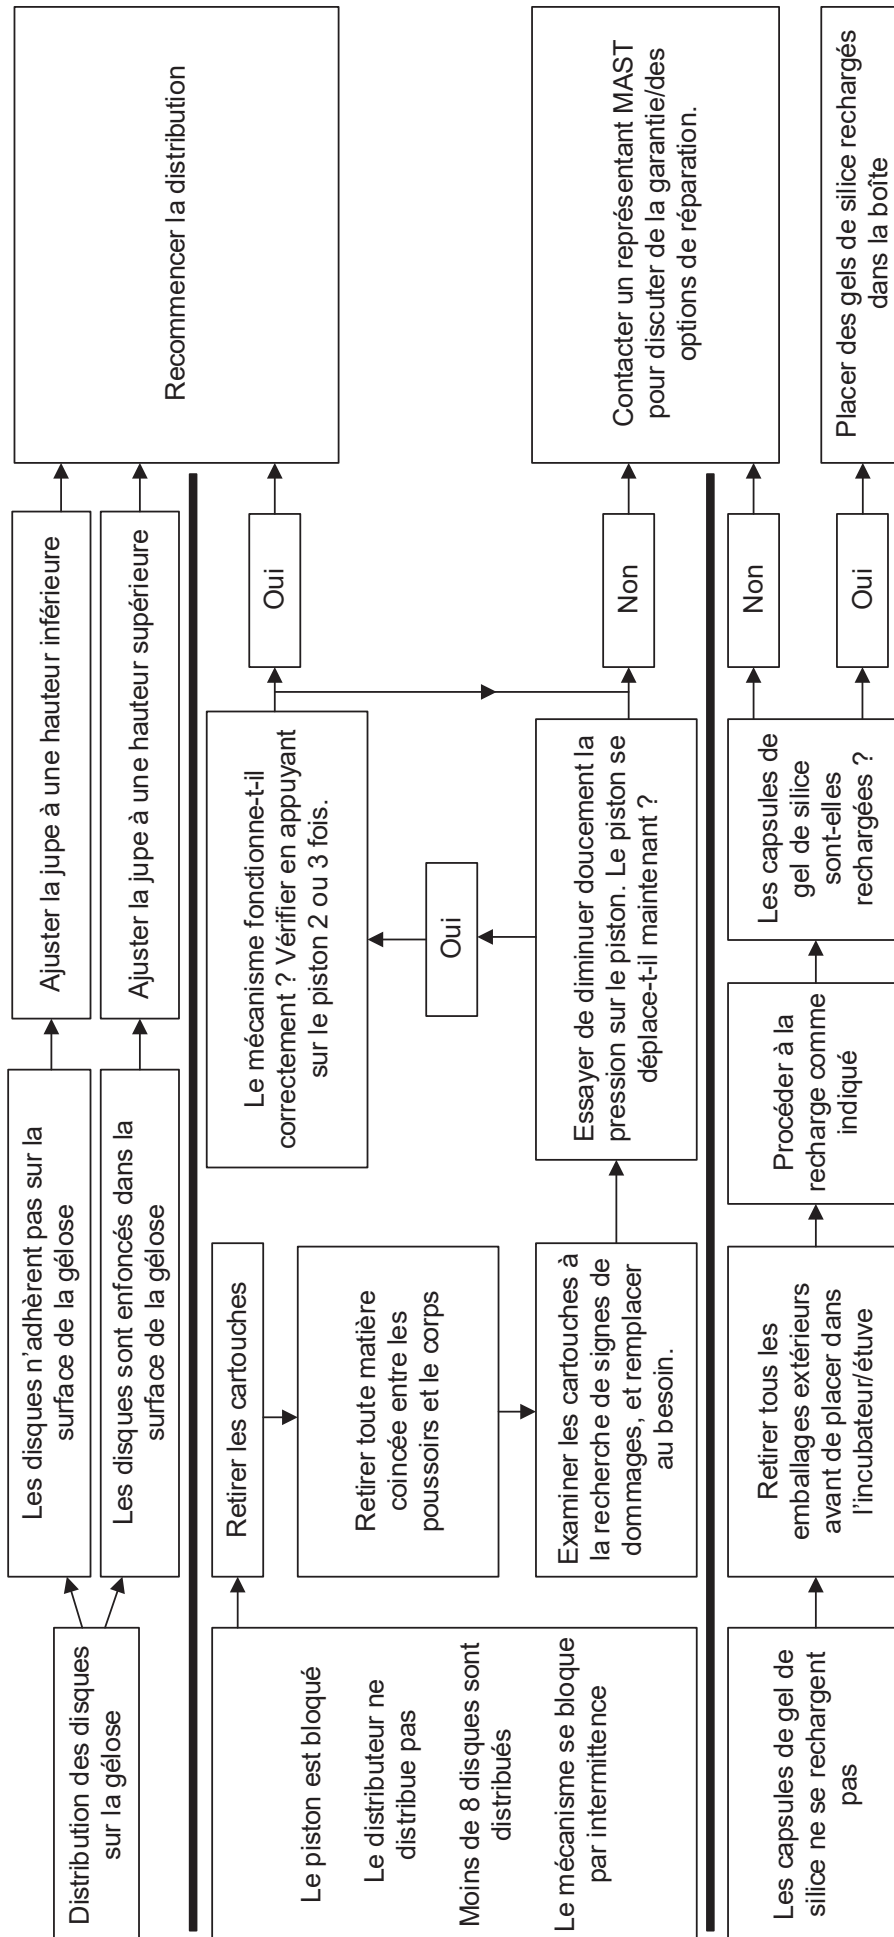 Distribution des disques
sur la gélose
Les disques n'adhèrent pas sur la
surface de la gélose
Ajuster la jupe à une hauteur inférieure
Les disques sont enfoncés dans la
surface de la gélose
Ajuster la jupe à une hauteur supérieure
Recommencer la distribution
Le piston est bloqué
Le distributeur ne
distribue pas
Moins de 8 disques sont
distribués
Le mécanisme se bloque
par intermittence
Retirer les cartouches
Retirer toute matière
coincée entre les
poussoirs et le corps
Examiner les cartouches à
la recherche de signes de
dommages, et remplacer
au besoin.
Essayer de diminuer doucement la
pression sur le piston. Le piston se
déplace-t-il maintenant ?
Oui
Le mécanisme fonctionne-t-il
correctement ? Vérifier en appuyant
sur le piston 2 ou 3 fois.
Oui
Non
Contacter un représentant MAST
pour discuter de la garantie/des
options de réparation.
Les capsules de gel de
silice ne se rechargent
pas
Retirer tous les
emballages extérieurs
avant de placer dans
l'incubateur/étuve
Procéder à la
recharge comme
indiqué
Les capsules de
gel de silice
sont-elles
rechargées ?
Non
Oui
Placer des gels de silice rechargés
dans la boîte